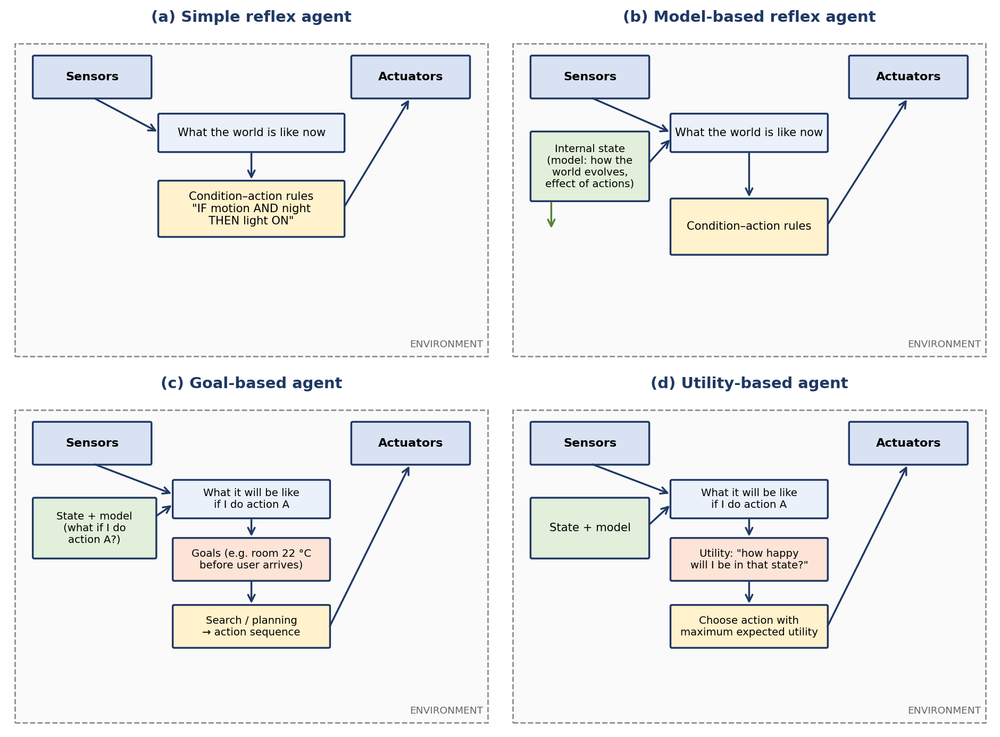 (a) Simple reflex agent
Sensors
Actuators
What the world is like now
Condition–action rules
"IF motion AND night
THEN light ON"
ENVIRONMENT
(b) Model-based reflex agent
Sensors
Actuators
What the world is like now
Internal state
(model: how the
world evolves,
effect of actions)
Condition–action rules
ENVIRONMENT
(c) Goal-based agent
Sensors
Actuators
What it will be like
if I do action A
State + model
(what if I do
action A?)
Goals (e.g. room 22 °C
before user arrives)
Search / planning
→ action sequence
ENVIRONMENT
(d) Utility-based agent
Sensors
Actuators
What it will be like
if I do action A
State + model
Utility: "how happy
will I be in that state?"
Choose action with
maximum expected utility
ENVIRONMENT